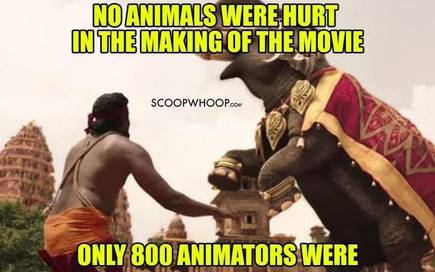 NO ANIMALS WERE HURT
IN THE MAKING OF THE MOVIE
SCOOPWHOOP.COM
ONLY 800 ANIMATORS WERE